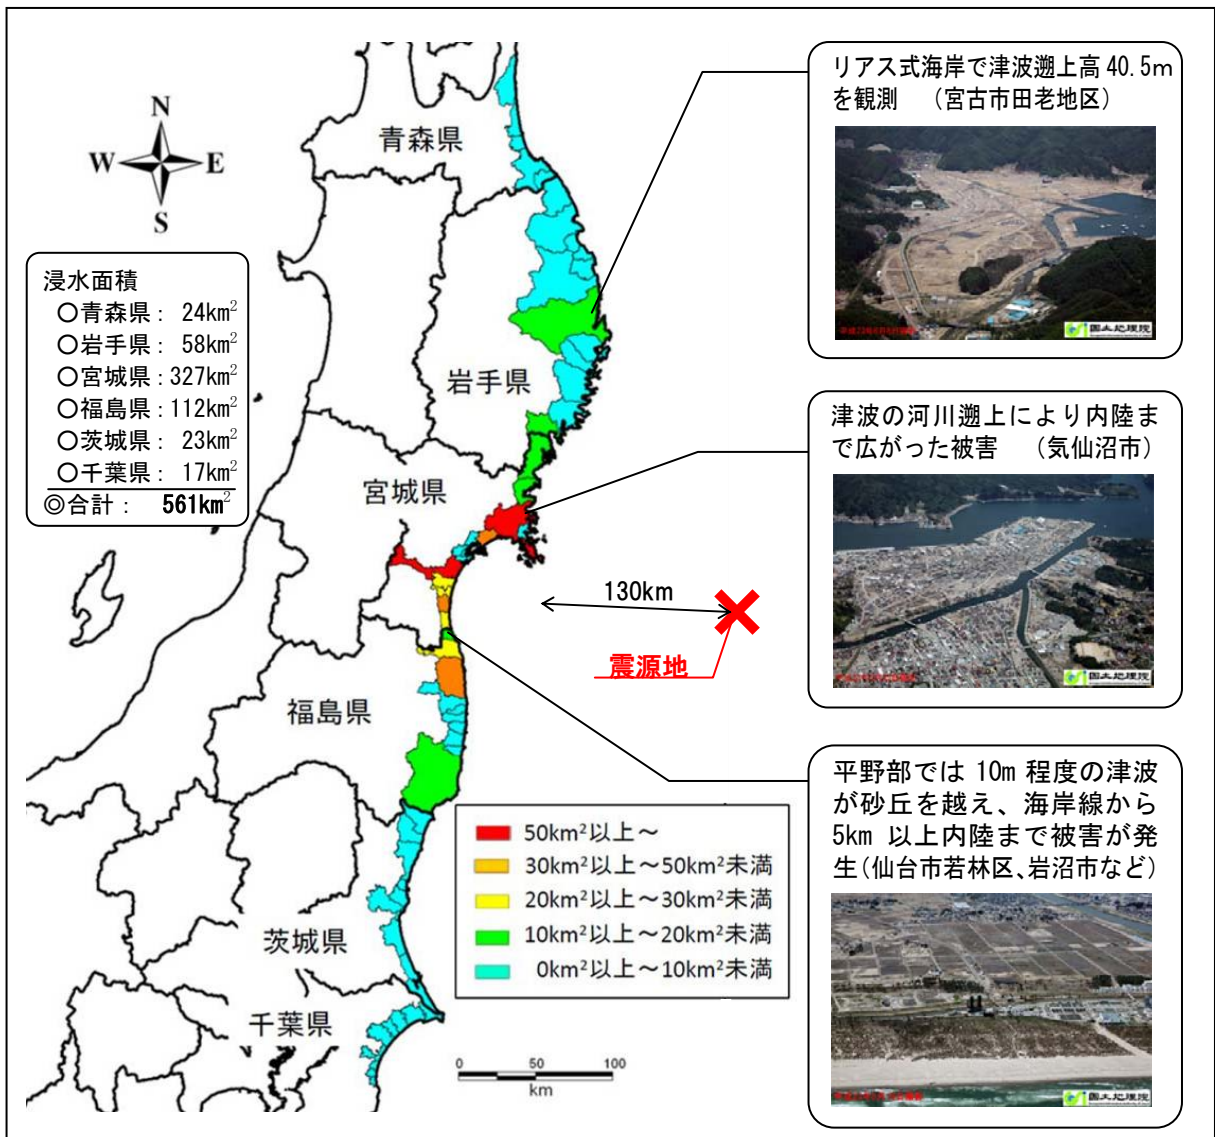 N
W E
S
青森県
岩手県
宮城県
福島県
茨城県
千葉県
浸水面積
○青森県： 24km²
○岩手県： 58km²
○宮城県：327km²
○福島県：112km²
○茨城県： 23km²
○千葉県： 17km²
◎合計： 561km²
130km
震源地
50km²以上～
30km²以上～50km²未満
20km²以上～30km²未満
10km²以上～20km²未満
0km²以上～10km²未満
0 50 100
km
リアス式海岸で津波遡上高 40.5m
を観測 （宮古市田老地区）
国土地理院
津波の河川遡上により内陸ま
で広がった被害 （気仙沼市）
国土地理院
平野部では 10m 程度の津波
が砂丘を越え、海岸線から
5km 以上内陸まで被害が発
生（仙台市若林区、岩沼市など）
国土地理院